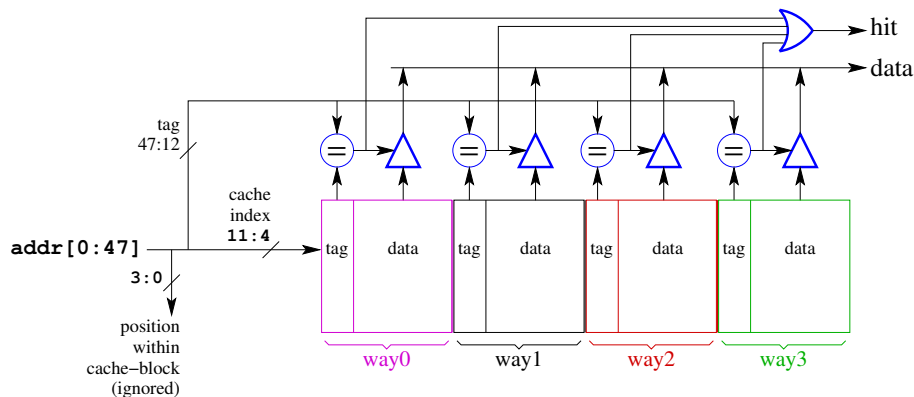 hit
data
tag
47:12
=
=
=
=
cache
index
11:4
addr[0:47]
3:0
tag data
tag data
tag data
tag data
position
within
cache−block
(ignored)
way0
way1
way2
way3